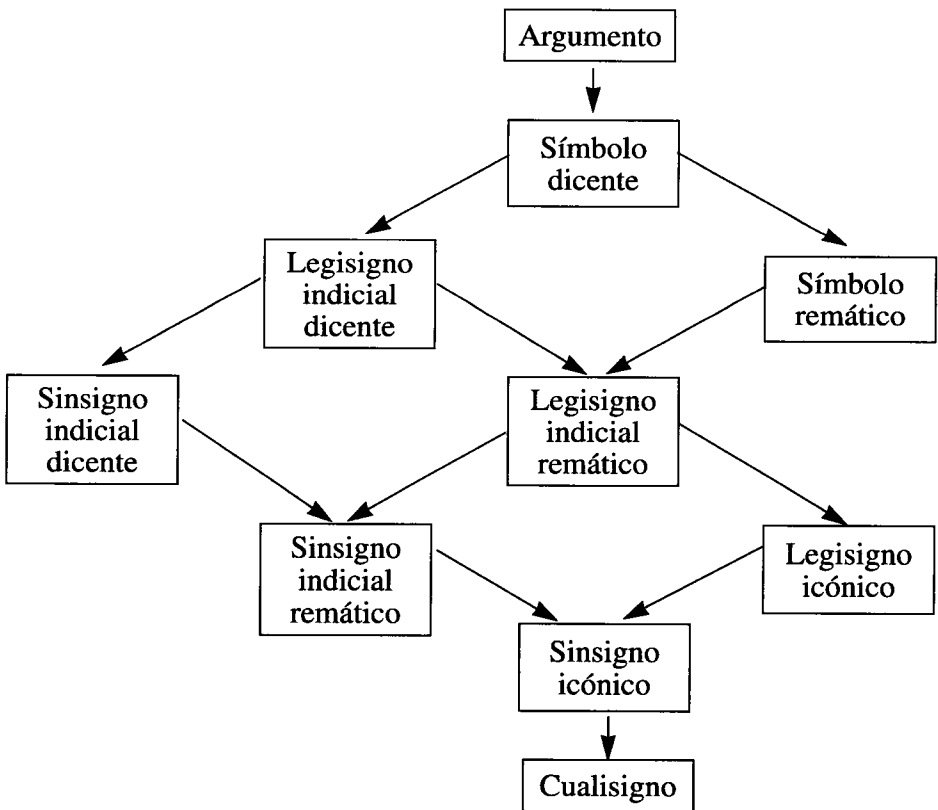 Argumento
Símbolo
dicente
Legisigno
indicial
dicente
Símbolo
remático
Sinsigno
indicial
dicente
Legisigno
indicial
remático
Sinsigno
indicial
remático
Legisigno
icónico
Sinsigno
icónico
Cualisigno